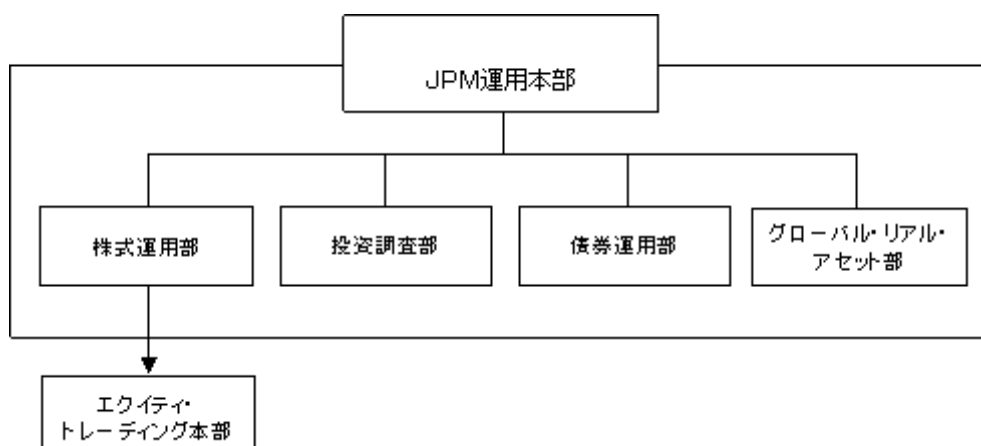 JPM運用本部
株式運用部
投資調査部
債券運用部
グローバル・リアル・
アセット部
エクイティ・
トレーディング本部